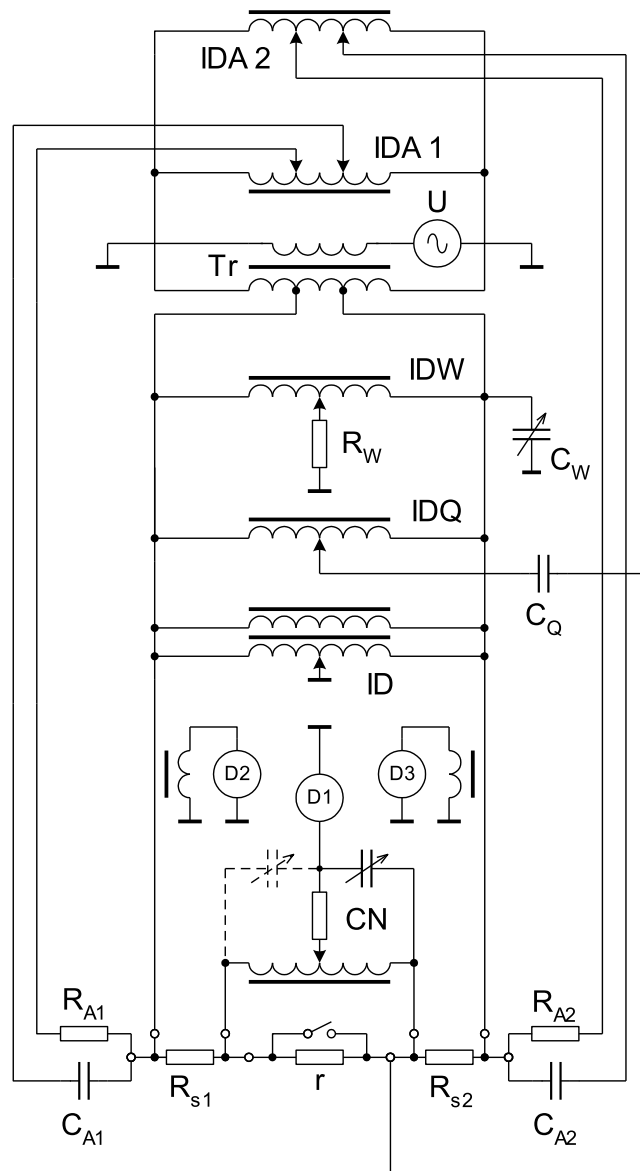 IDA 2
IDA 1
U
Tr
IDW
R_W
C_W
IDQ
C_Q
ID
D2
D3
D1
CN
R_A1
R_A2
R_s1
r
R_s2
C_A1
C_A2